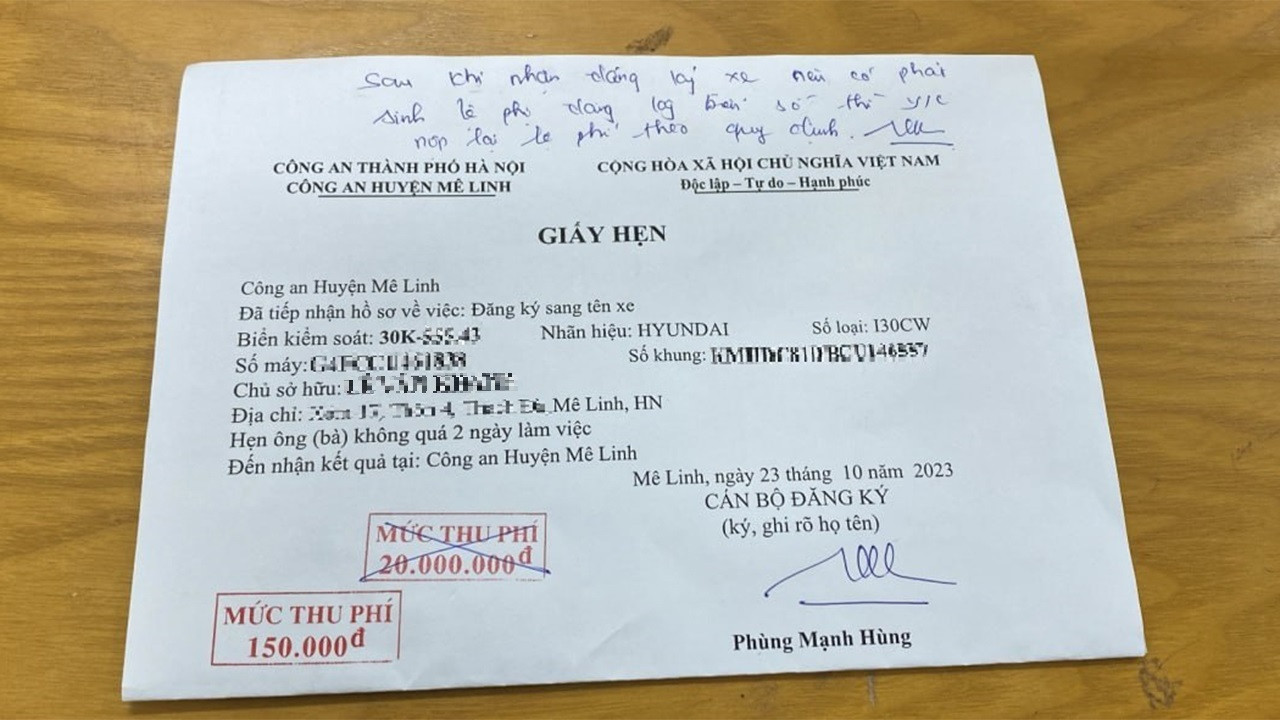 Sau khi nhận đăng ký xe nếu có phát
sinh lệ phí đăng ký biển số thì y/c
nộp lại lệ phí theo quy định.
CÔNG AN THÀNH PHỐ HÀ NỘI
CÔNG AN HUYỆN MÊ LINH
CỘNG HÒA XÃ HỘI CHỦ NGHĨA VIỆT NAM
Độc lập – Tự do – Hạnh phúc
GIẤY HẸN
Công an Huyện Mê Linh
Đã tiếp nhận hồ sơ về việc: Đăng ký sang tên xe
Biển kiểm soát: 30K- Nhãn hiệu: HYUNDAI Số loại: I30CW
Số máy: Số khung:
Chủ sở hữu:
Địa chỉ: Mê Linh, HN
Hẹn ông (bà) không quá 2 ngày làm việc
Đến nhận kết quả tại: Công an Huyện Mê Linh
Mê Linh, ngày 23 tháng 10 năm 2023
CÁN BỘ ĐĂNG KÝ
(ký, ghi rõ họ tên)
MỨC THU PHÍ
20.000.000đ
MỨC THU PHÍ
150.000đ
Phùng Mạnh Hùng